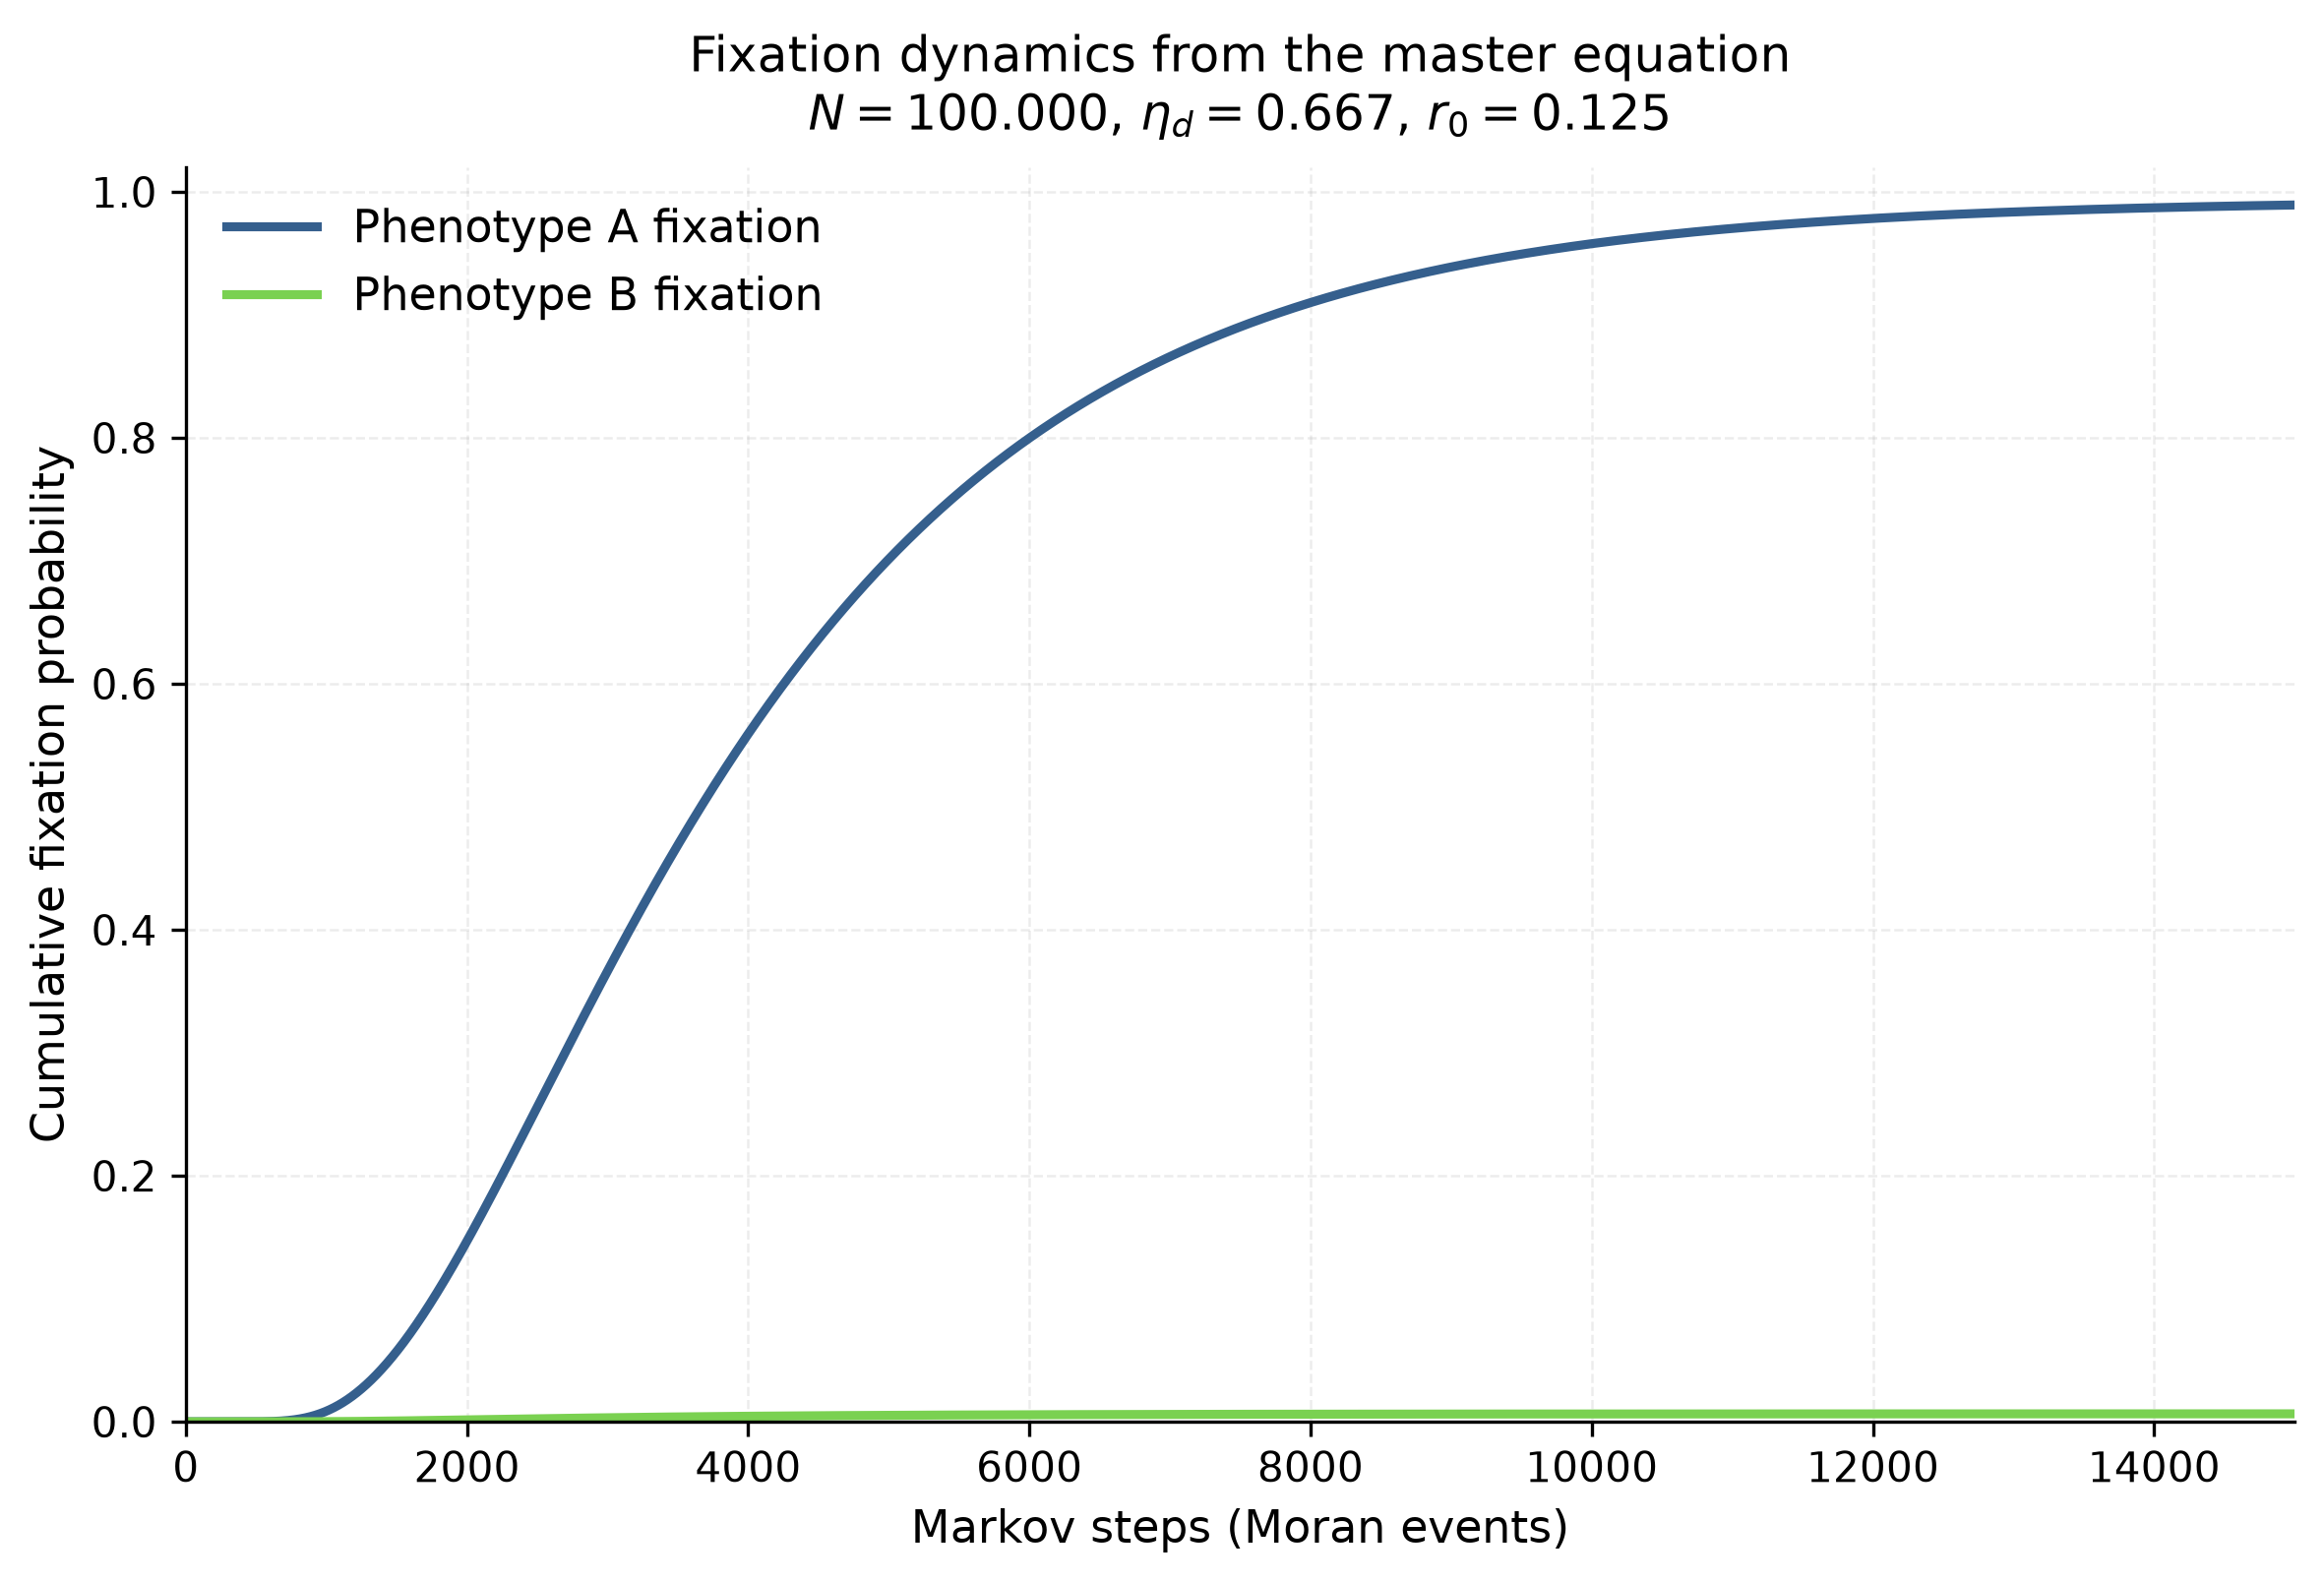 Fixation dynamics from the master equation
N = 100.000, η_d = 0.667, r_0 = 0.125
Phenotype A fixation
Phenotype B fixation
Cumulative fixation probability
1.0
0.8
0.6
0.4
0.2
0.0
0 2000 4000 6000 8000 10000 12000 14000
Markov steps (Moran events)